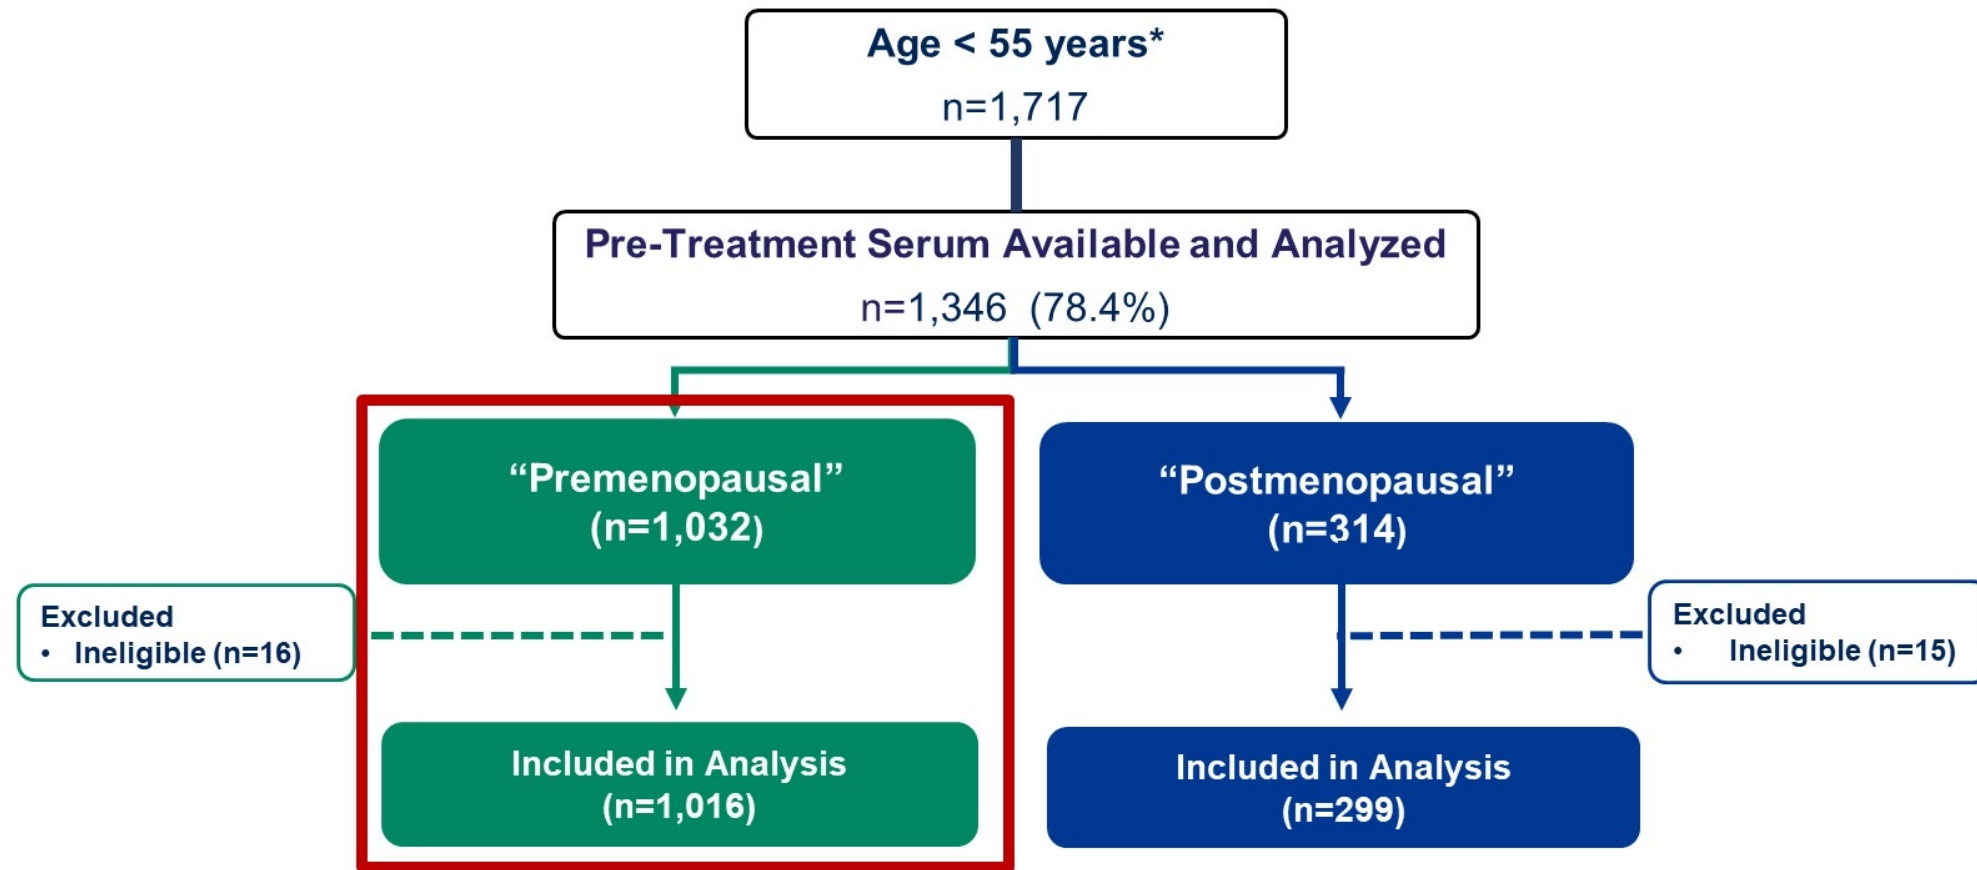 Age < 55 years*
n=1,717
Pre-Treatment Serum Available and Analyzed
n=1,346 (78.4%)
“Premenopausal”
(n=1,032)
“Postmenopausal”
(n=314)
Excluded
• Ineligible (n=16)
Excluded
• Ineligible (n=15)
Included in Analysis
(n=1,016)
Included in Analysis
(n=299)